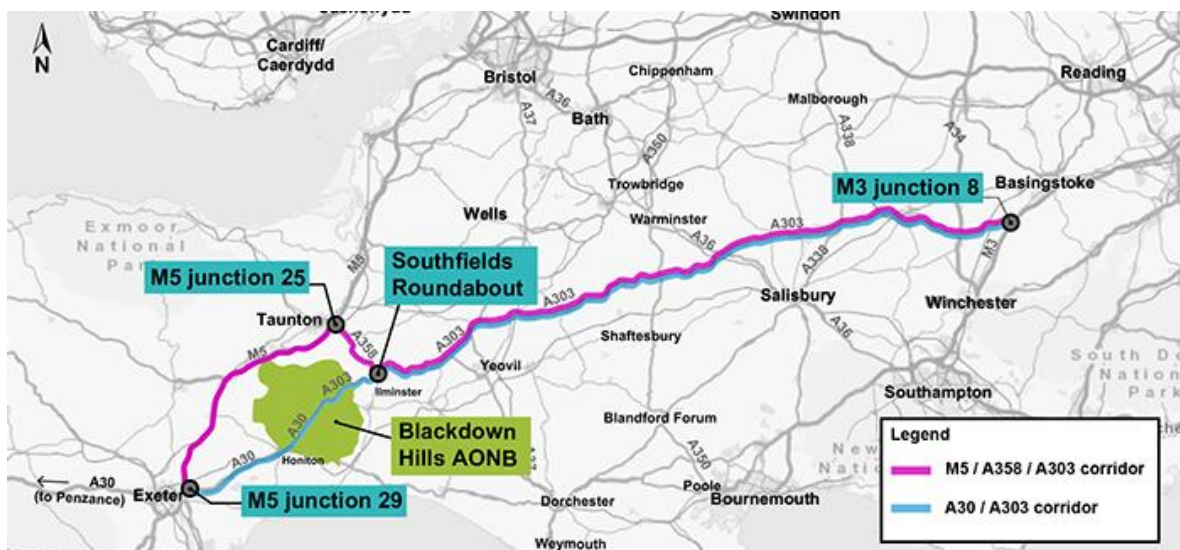 Swindon
Cardiff/
Caerdydd
N
Bristol
Chippenham
Reading
A36
A37
Bath
Malborough
A338
A34
A350
Trowbridge
M3 junction 8
Basingstoke
Wells
Warminster
A303
A36
A338
M3
Exmoor
National
M5
Southfields
Roundabout
M5 junction 25
A303
Salisbury
Winchester
Taunton
A358
A303
Shaftesbury
A36
M5
Yeovil
South Do
Nation
Park
A303
Ilminster
Southampton
A30
Blackdown
Hills AONB
Blandford Forum
Legend
A30
Honiton
A350
New
Nation
M5 / A358 / A303 corridor
A30
(to Penzance)
Exeter
M5 junction 29
Poole
Bournemouth
Dorchester
A30 / A303 corridor
Weymouth